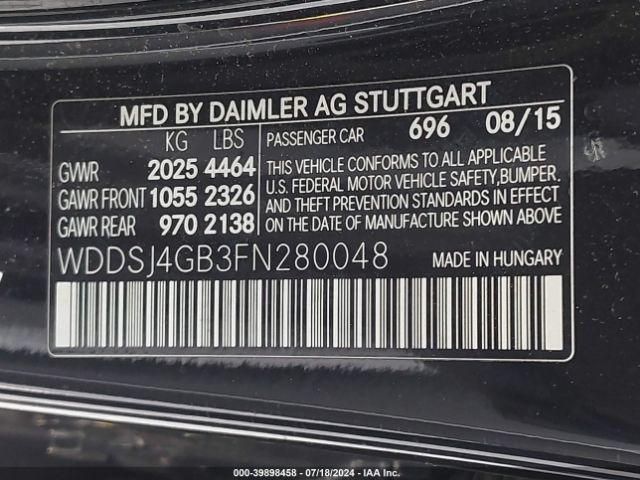 MFD BY DAIMLER AG STUTTGART
KG LBS
GVWR 2025 4464
GAWR FRONT 1055 2326
GAWR REAR 970 2138
PASSENGER CAR 696 08/15
THIS VEHICLE CONFORMS TO ALL APPLICABLE
U.S. FEDERAL MOTOR VEHICLE SAFETY,BUMPER,
AND THEFT PREVENTION STANDARDS IN EFFECT
ON THE DATE OF MANUFACTURE SHOWN ABOVE
WDDSJ4GB3FN280048
MADE IN HUNGARY
000-39898458 - 07/18/2024 - IAA Inc.